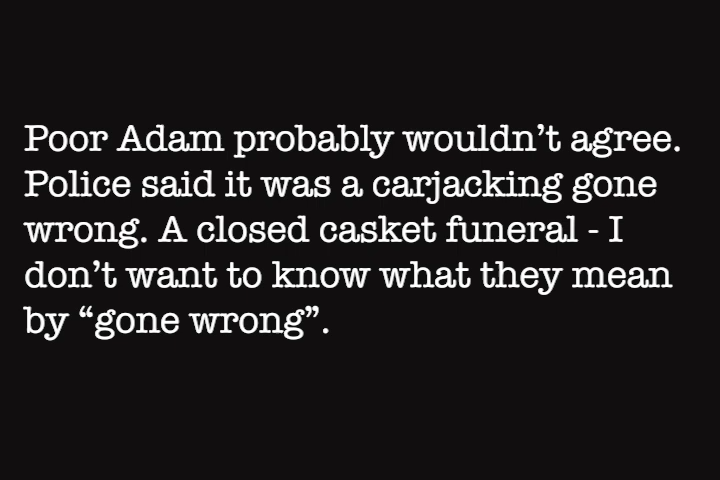 Poor Adam probably wouldn’t agree.
Police said it was a carjacking gone
wrong. A closed casket funeral - I
don’t want to know what they mean
by “gone wrong”.